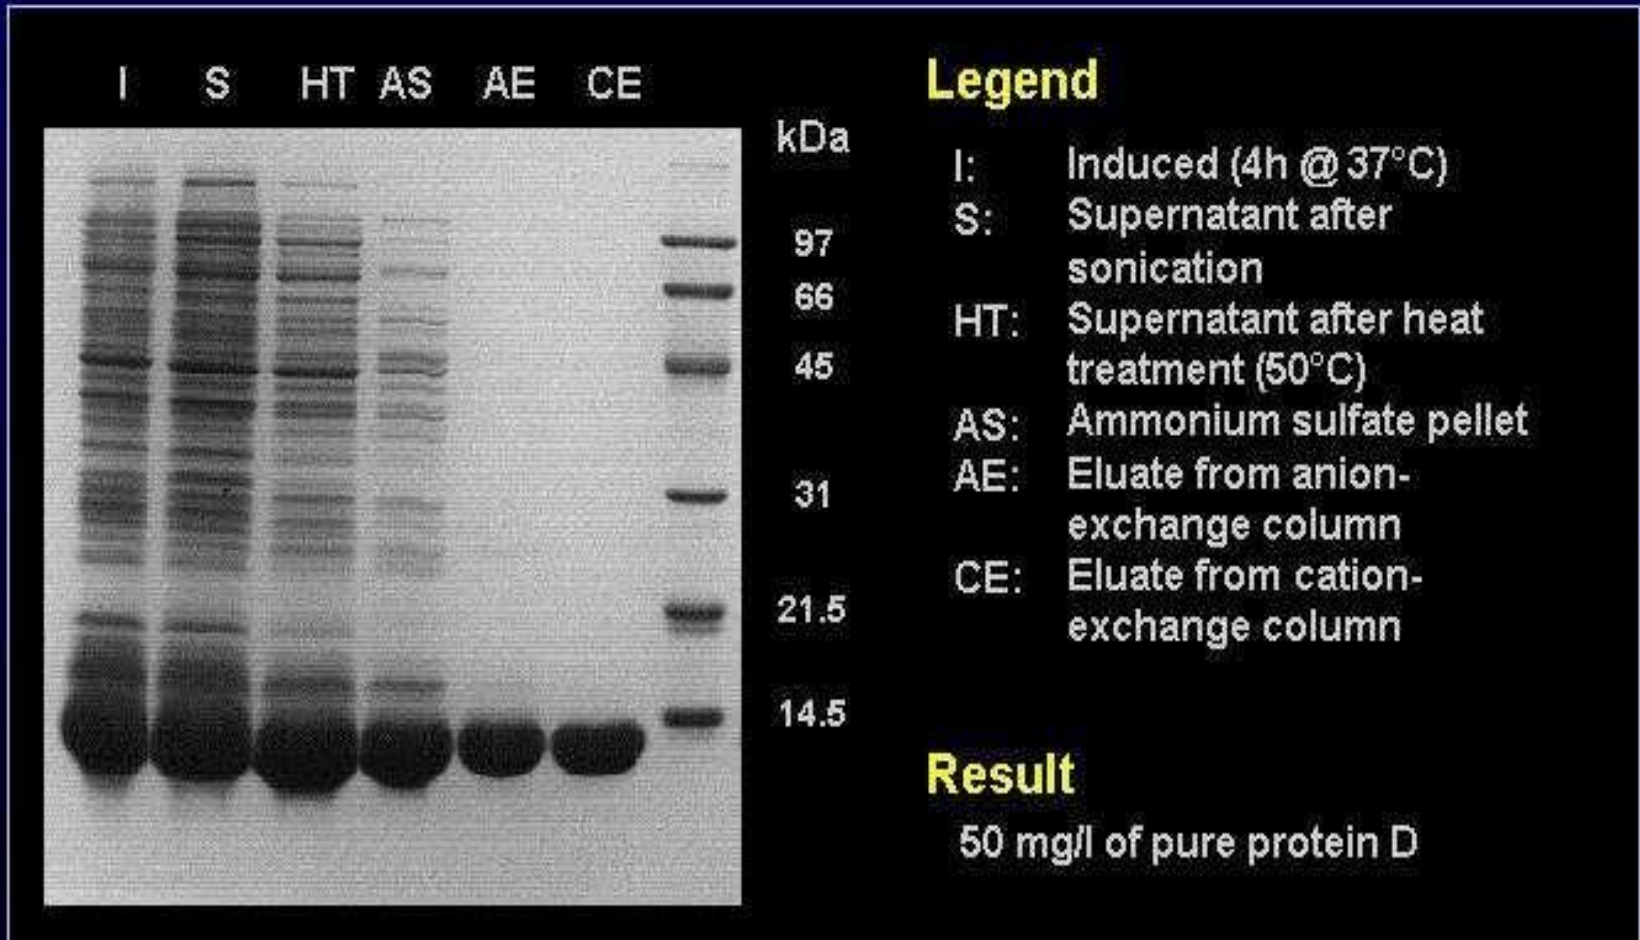 I S HT AS AE CE
kDa
97
66
45
31
21.5
14.5
Legend
I: Induced (4h @ 37°C)
S: Supernatant after
sonication
HT: Supernatant after heat
treatment (50°C)
AS: Ammonium sulfate pellet
AE: Eluate from anion-
exchange column
CE: Eluate from cation-
exchange column
Result
50 mg/l of pure protein D